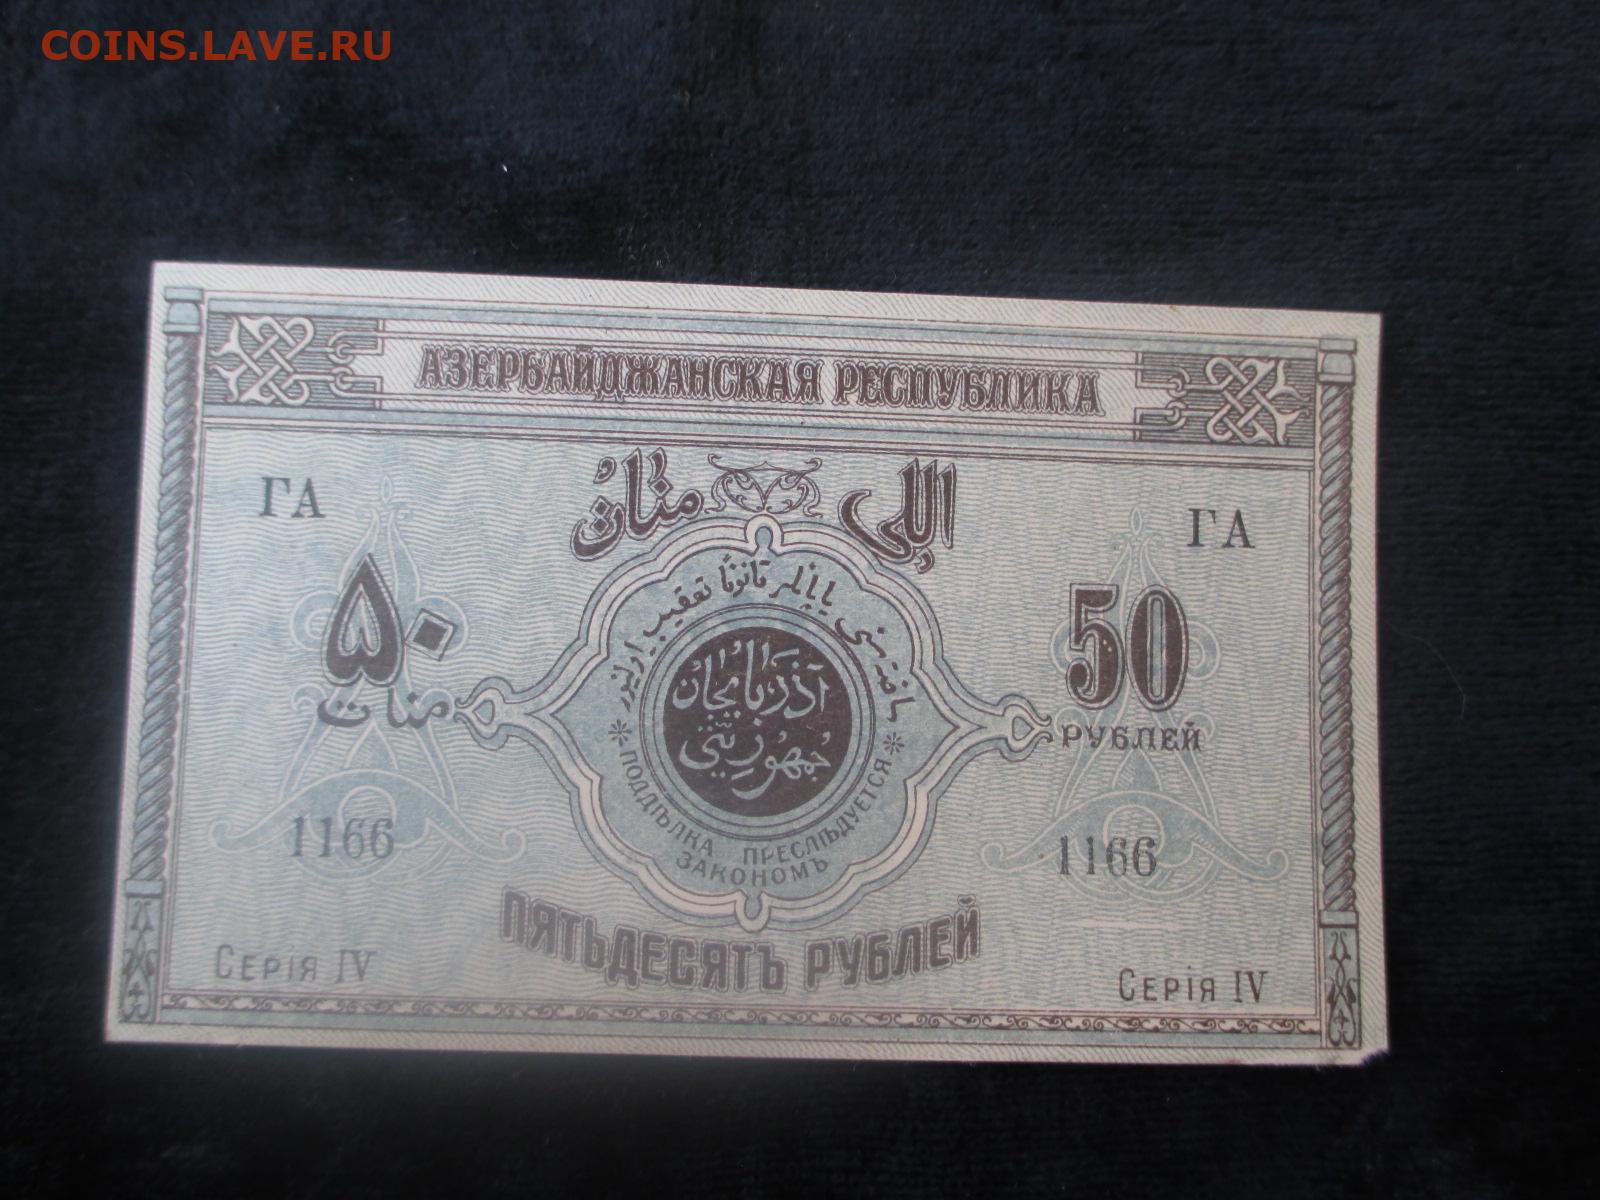 COINS.LAVE.RU
АЗЕРБАЙДЖАНСКАЯ РЕСПУБЛИКА
اللی منات
ГА
ГА
۵۰
منات
50
РУБЛЕЙ
آذربایجان
جمهوریتی
ПОДДѢЛКА ПРЕСЛѢДУЕТСЯ
ЗАКОНОМЪ
1166
1166
ПЯТЬДЕСЯТЪ РУБЛЕЙ
Серія IV
Серія IV